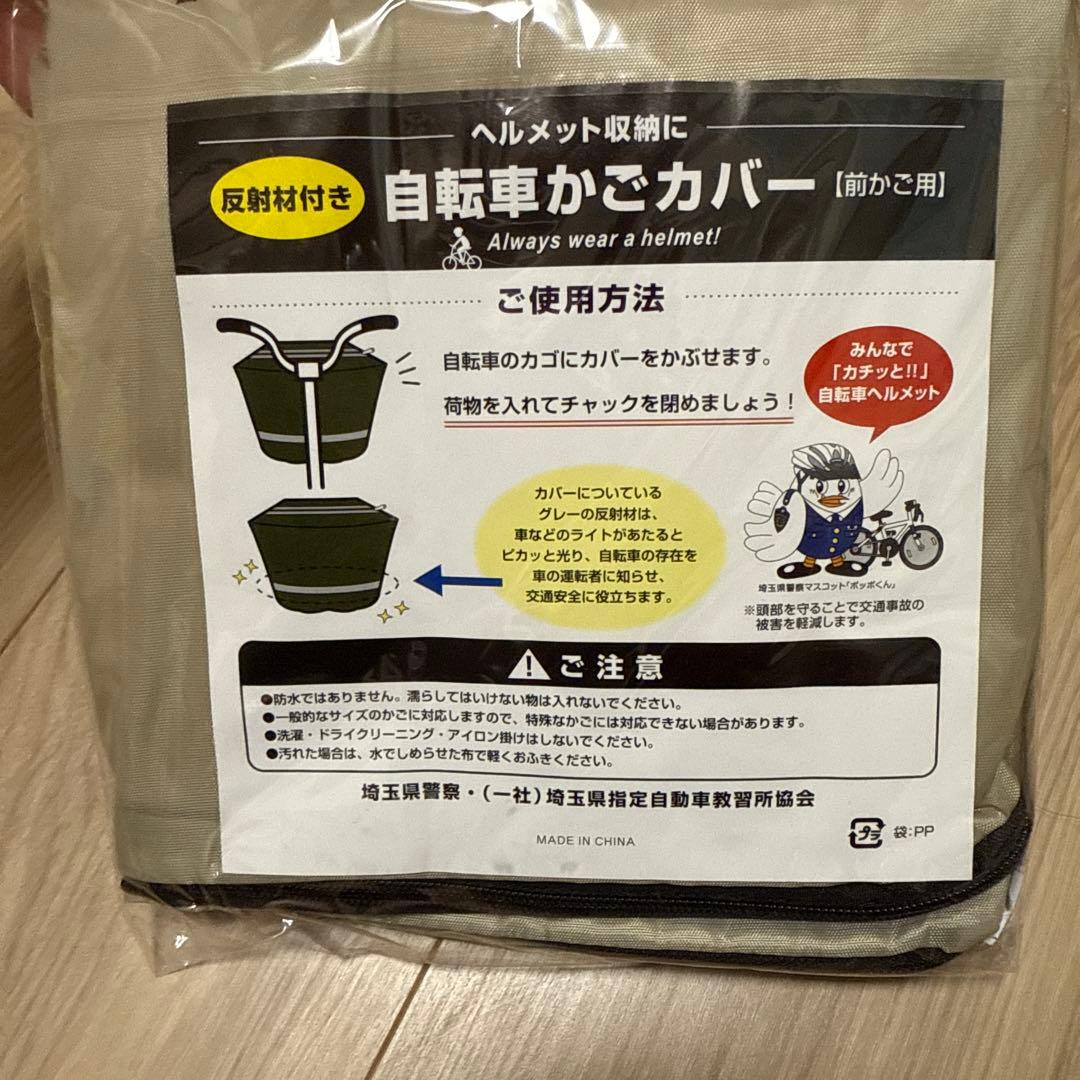 ヘルメット収納に
反射材付き
自転車かごカバー【前かご用】
Always wear a helmet!
ご使用方法
自転車のカゴにカバーをかぶせます。
荷物を入れてチャックを閉めましょう!
みんなで
「カチッと!!」
自転車ヘルメット
カバーについている
グレーの反射材は、
車などのライトがあたると
ピカッと光り、自転車の存在を
車の運転者に知らせ、
交通安全に役立ちます。
埼玉県警察マスコット「ポッポくん」
※頭部を守ることで交通事故の
被害を軽減します。
ご注意
●防水ではありません。濡らしてはいけない物は入れないでください。
●一般的なサイズのかごに対応しますので、特殊なかごには対応できない場合があります。
●洗濯・ドライクリーニング・アイロン掛けはしないでください。
●汚れた場合は、水でしめらせた布で軽くおふきください。
埼玉県警察・(一社)埼玉県指定自動車教習所協会
MADE IN CHINA
プラ 袋:PP